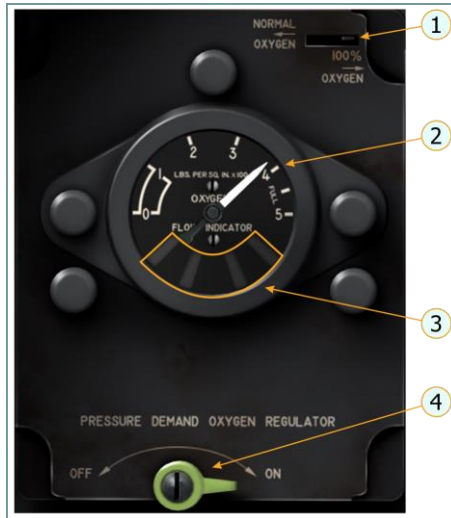 NORMAL
OXYGEN
100%
OXYGEN
1
2
3
4
1 2 3 4
LBS. PER SQ. IN. X 100
OXYGEN
FULL
0 5
FLOW INDICATOR
PRESSURE DEMAND OXYGEN REGULATOR
OFF ON